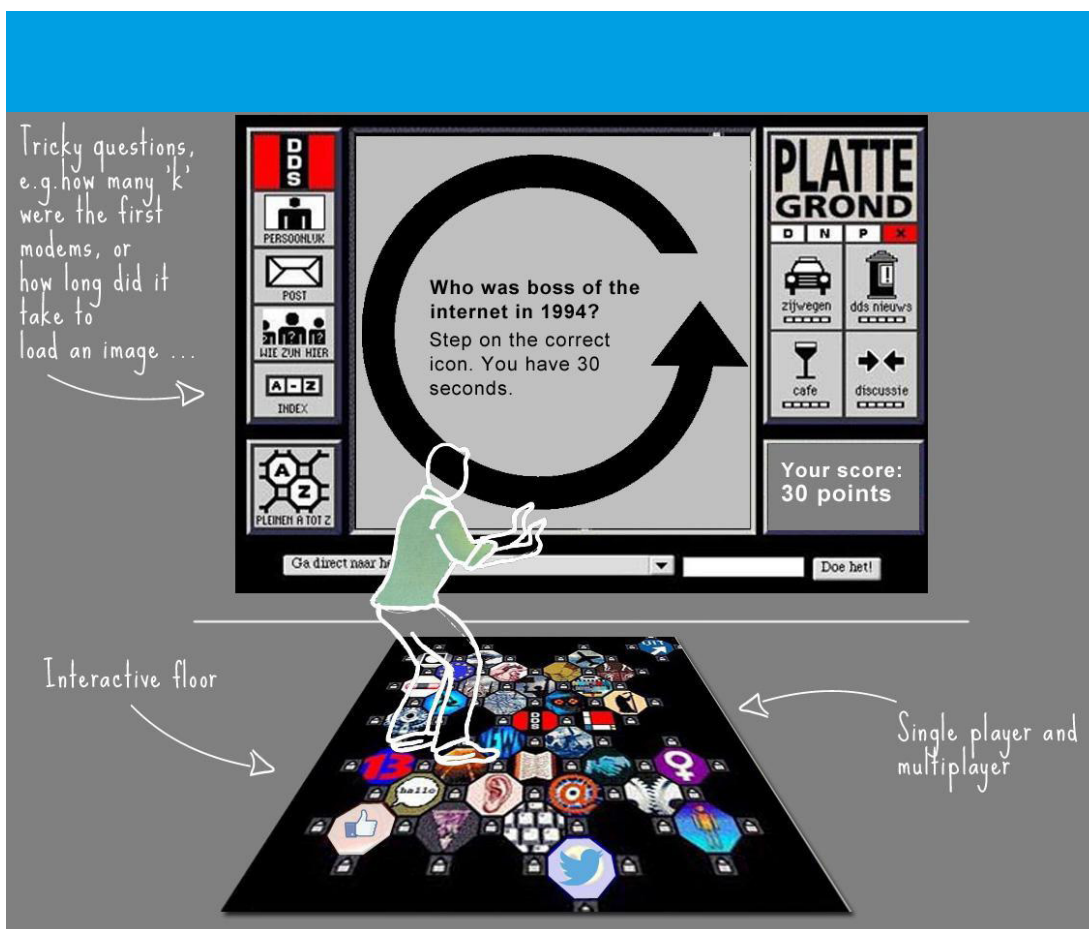 Tricky questions,
e.g.how many 'k'
were the first
modems, or
how long did it
take to
load an image ...
DDS
PERSOONLIJK
POST
WIE ZIJN HIER
A-Z
INDEX
A
Z
PLEINEN A TOT Z
Who was boss of the
internet in 1994?
Step on the correct
icon. You have 30
seconds.
PLATTE
GROND
D N P X
zijwegen
dds nieuws
cafe
discussie
Your score:
30 points
Ga direct naar he
Doe het!
Interactive floor
Single player and
multiplayer
UIT
DDS
13
hallo